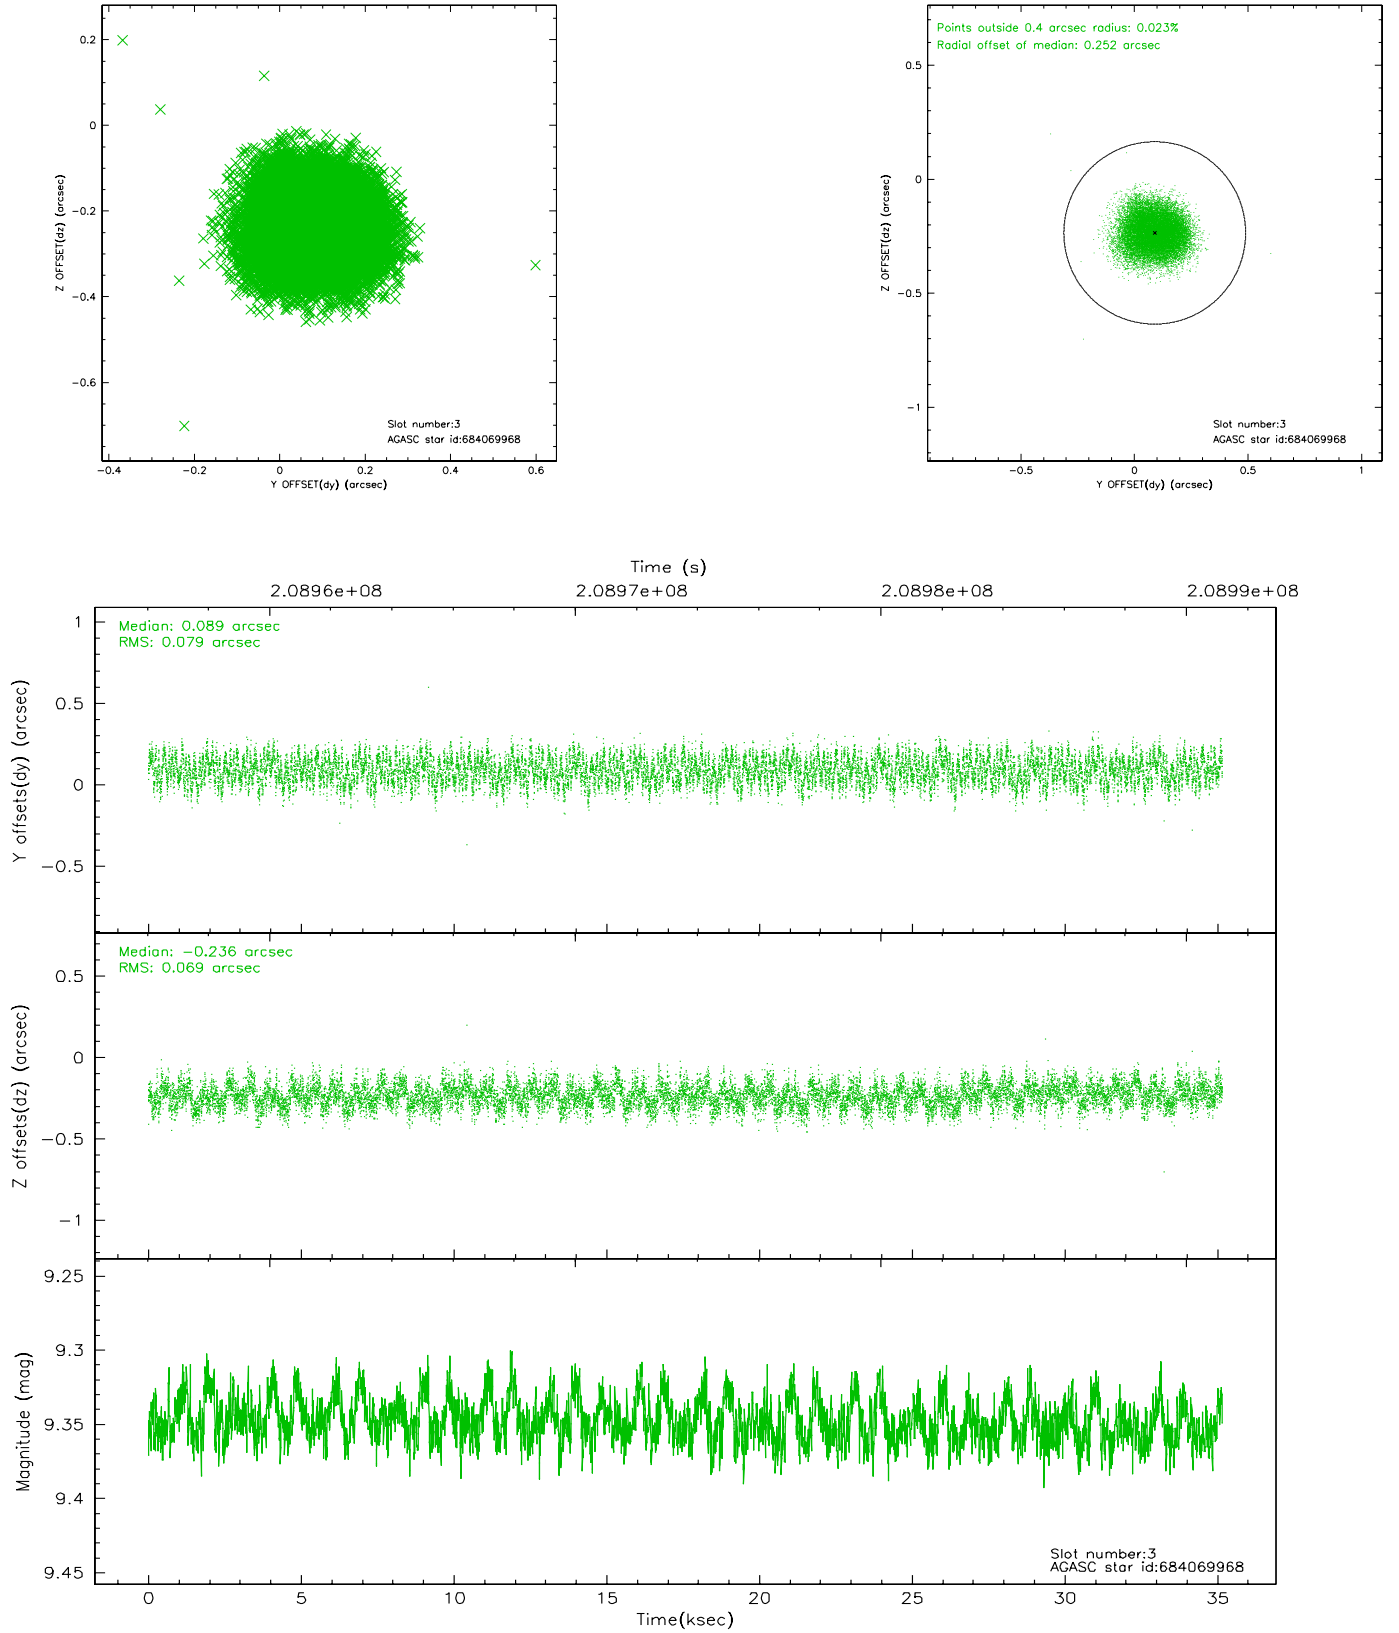 0.2
0
−0.2
−0.4
−0.6
Z OFFSET(dz) (arcsec)
Slot number:3
AGASC star id:684069968
−0.4 −0.2 0 0.2 0.4 0.6
Y OFFSET(dy) (arcsec)
Points outside 0.4 arcsec radius: 0.023%
Radial offset of median: 0.252 arcsec
0.5
0
−0.5
−1
Z OFFSET(dz) (arcsec)
Slot number:3
AGASC star id:684069968
−0.5 0 0.5 1
Y OFFSET(dy) (arcsec)
Time (s)
2.0896e+08 2.0897e+08 2.0898e+08 2.0899e+08
Median: 0.089 arcsec
RMS: 0.079 arcsec
1
0.5
0
−0.5
Y offsets(dy) (arcsec)
Median: −0.236 arcsec
RMS: 0.069 arcsec
0.5
0
−0.5
−1
Z offsets(dz) (arcsec)
9.25
9.3
9.35
9.4
9.45
Magnitude (mag)
Slot number:3
AGASC star id:684069968
0 5 10 15 20 25 30 35
Time(ksec)